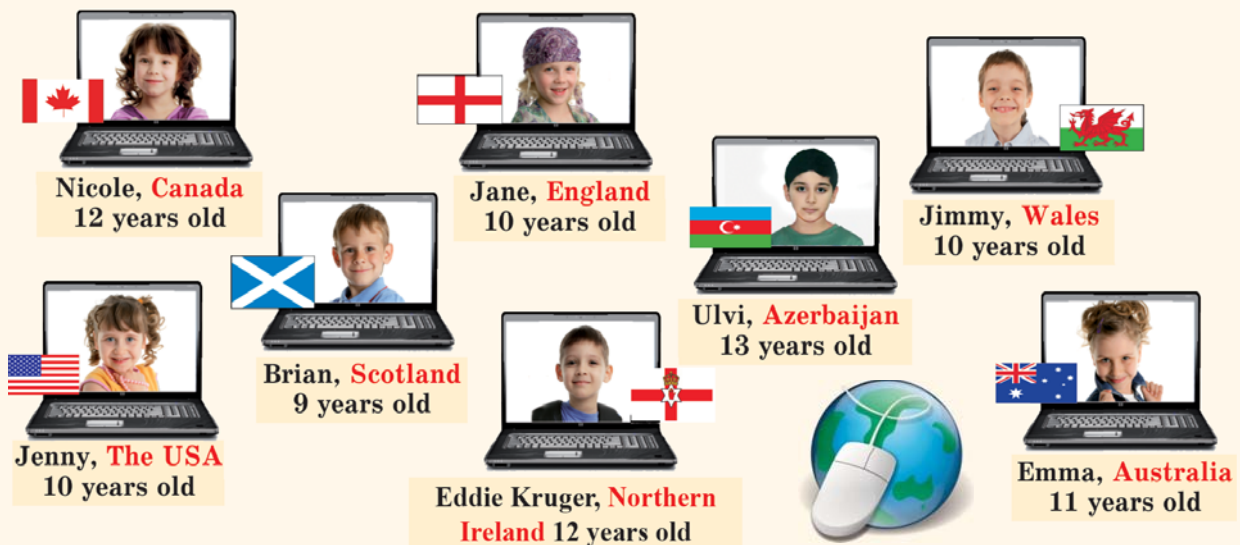 Nicole, Canada
12 years old
Jane, England
10 years old
Jimmy, Wales
10 years old
Ulvi, Azerbaijan
13 years old
Brian, Scotland
9 years old
Jenny, The USA
10 years old
Eddie Kruger, Northern
Ireland 12 years old
Emma, Australia
11 years old